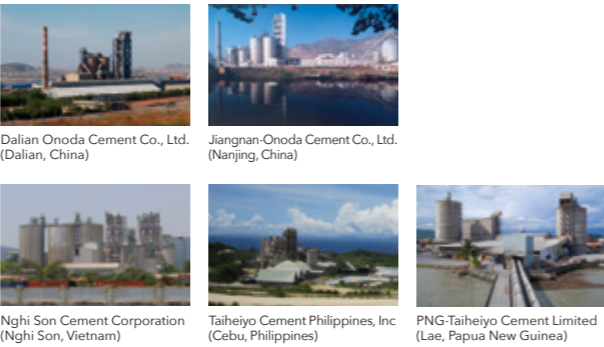 Dalian Onoda Cement Co., Ltd.
(Dalian, China)
Jiangnan-Onoda Cement Co., Ltd.
(Nanjing, China)
Nghi Son Cement Corporation
(Nghi Son, Vietnam)
Taiheiyo Cement Philippines, Inc
(Cebu, Philippines)
PNG-Taiheiyo Cement Limited
(Lae, Papua New Guinea)